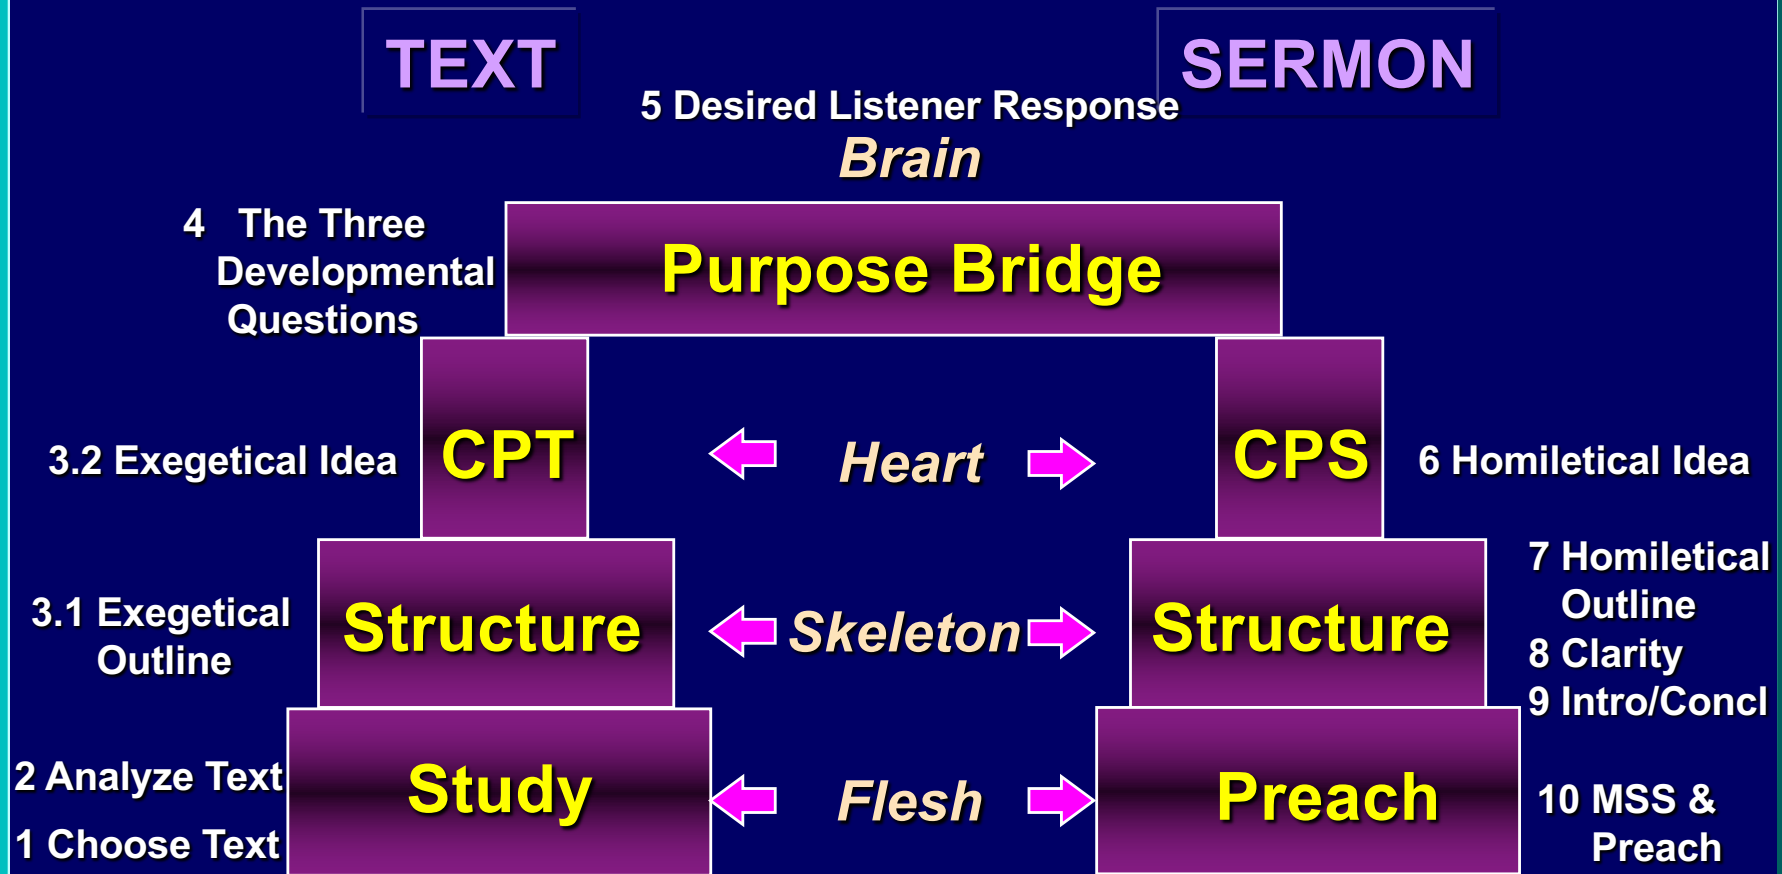 TEXT
SERMON
5 Desired Listener Response
Brain
4 The Three
Developmental
Questions
Purpose Bridge
3.2 Exegetical Idea
CPT
Heart
CPS
6 Homiletical Idea
3.1 Exegetical
Outline
Structure
Skeleton
Structure
7 Homiletical
Outline
8 Clarity
9 Intro/Concl
2 Analyze Text
1 Choose Text
Study
Flesh
Preach
10 MSS &
Preach